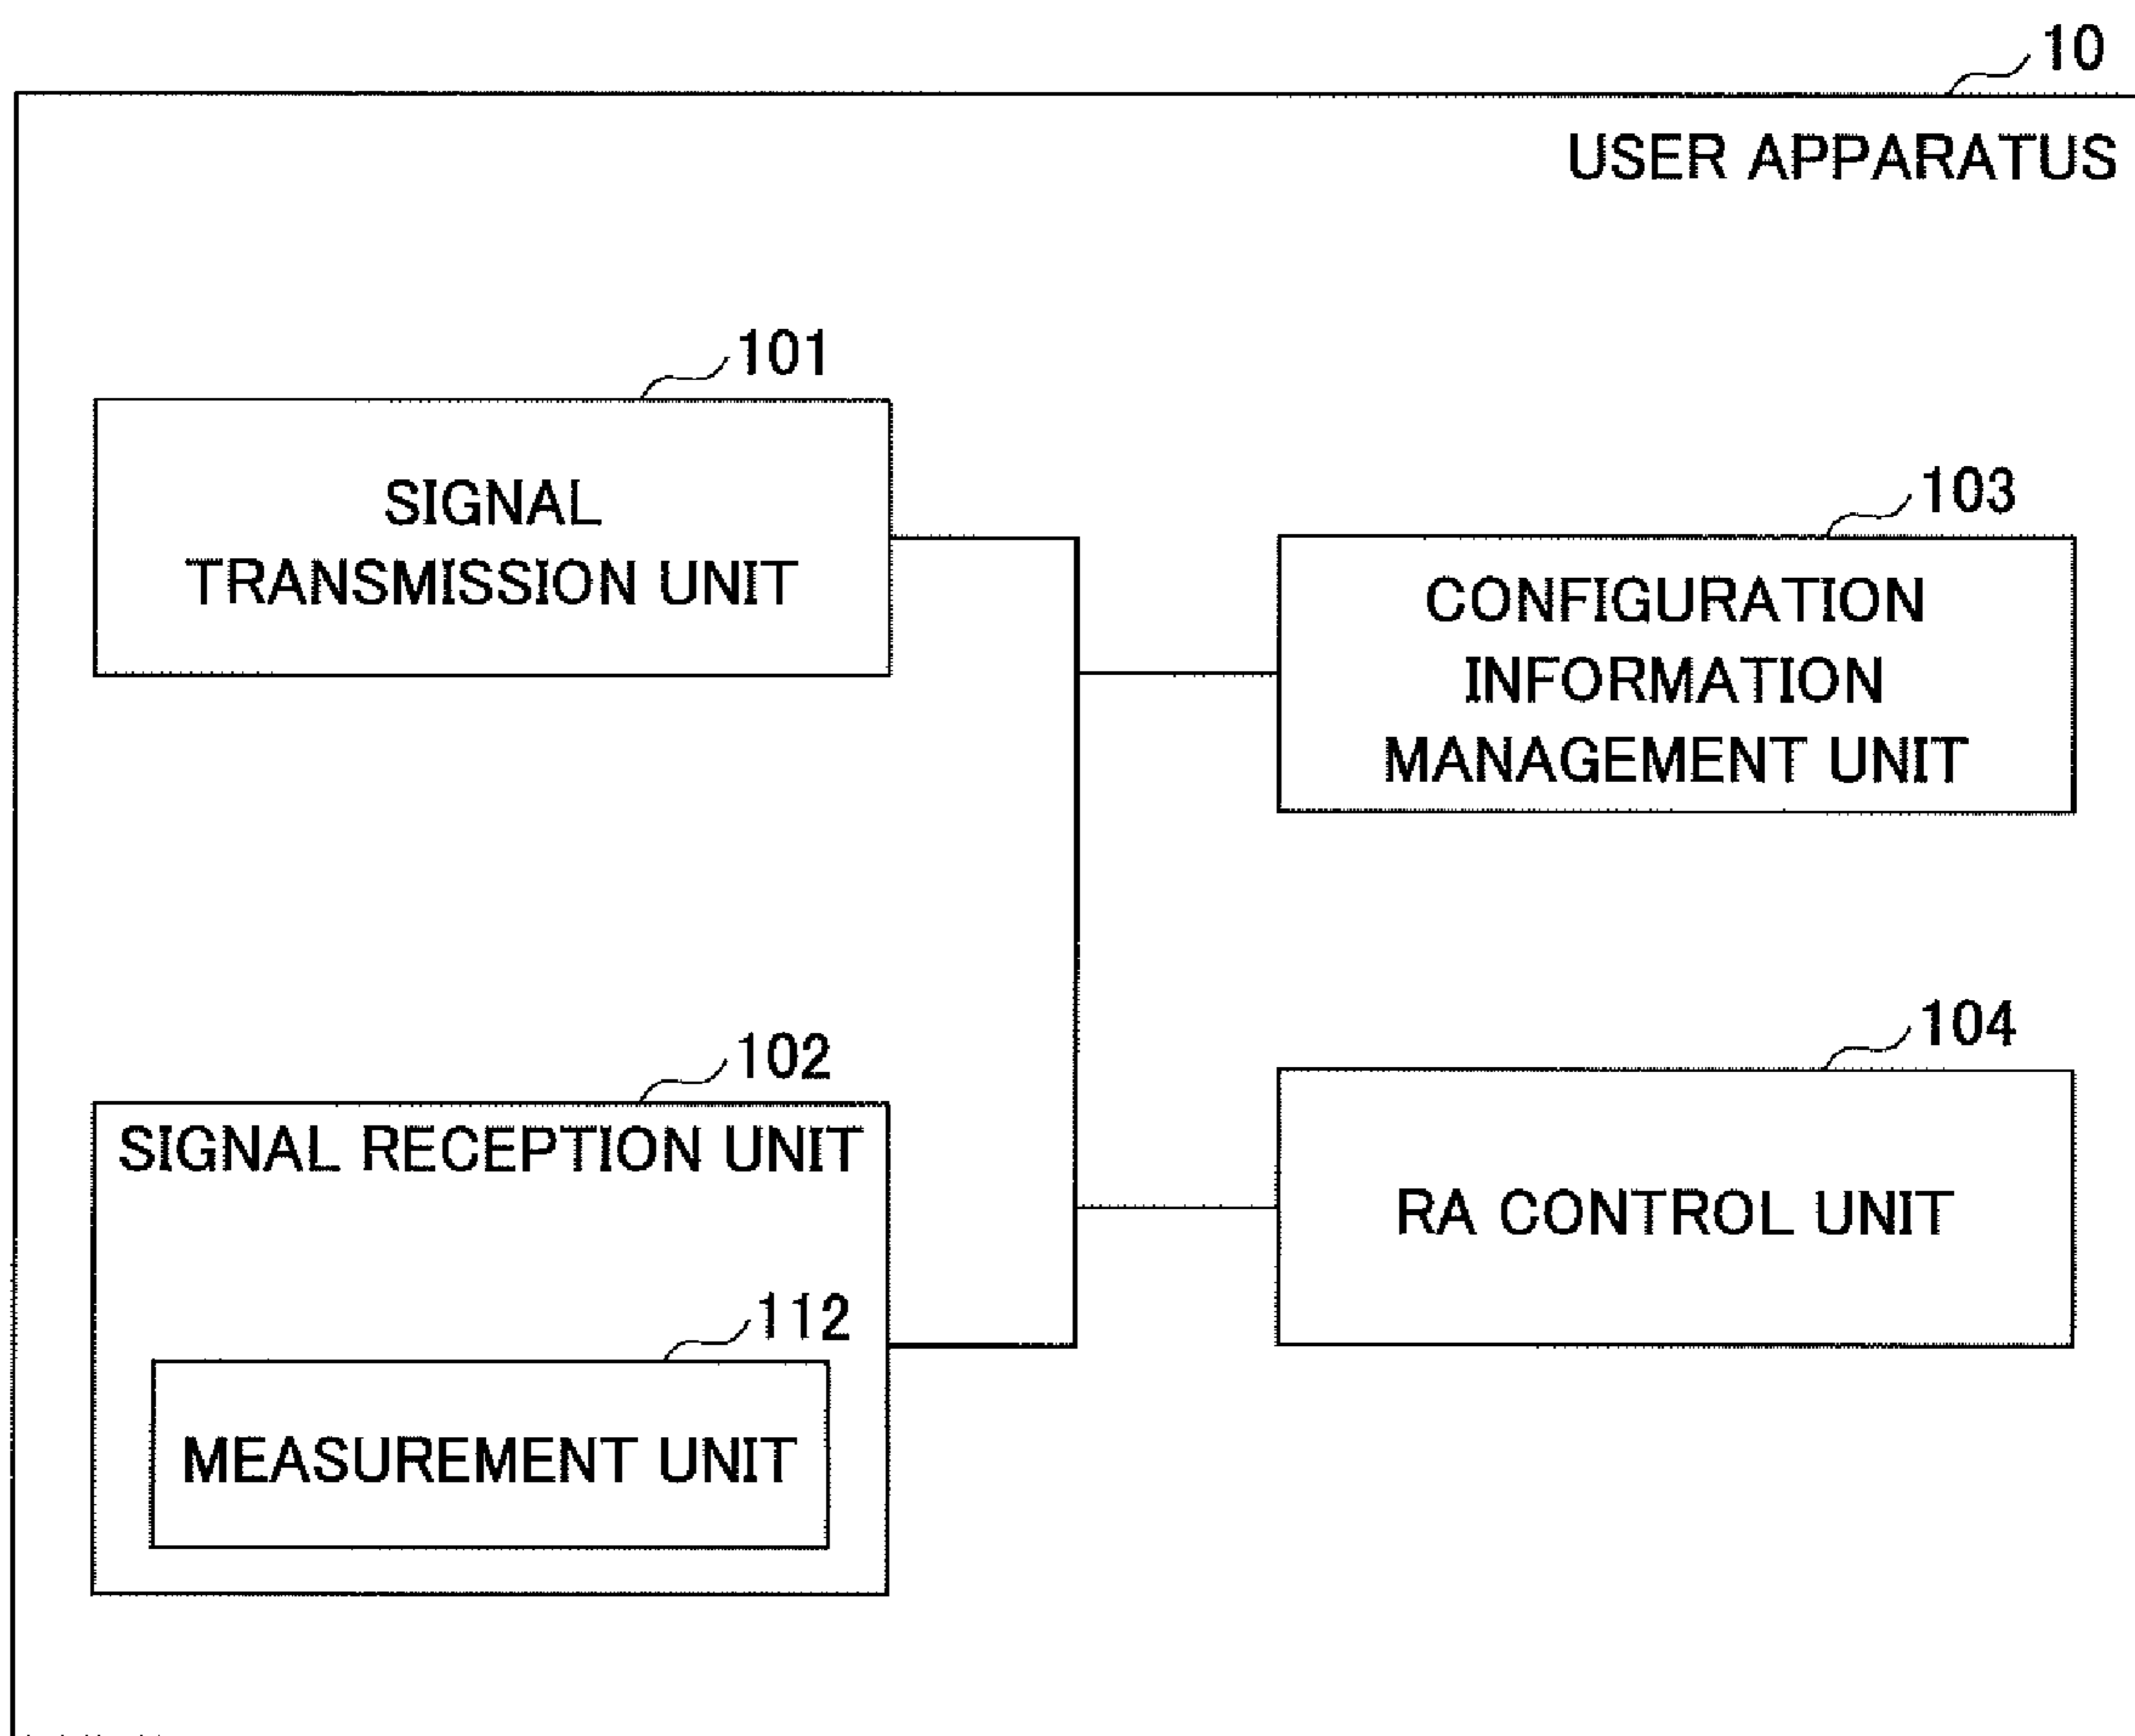 10
USER APPARATUS
101
SIGNAL
TRANSMISSION UNIT
103
CONFIGURATION
INFORMATION
MANAGEMENT UNIT
102
SIGNAL RECEPTION UNIT
112
MEASUREMENT UNIT
104
RA CONTROL UNIT